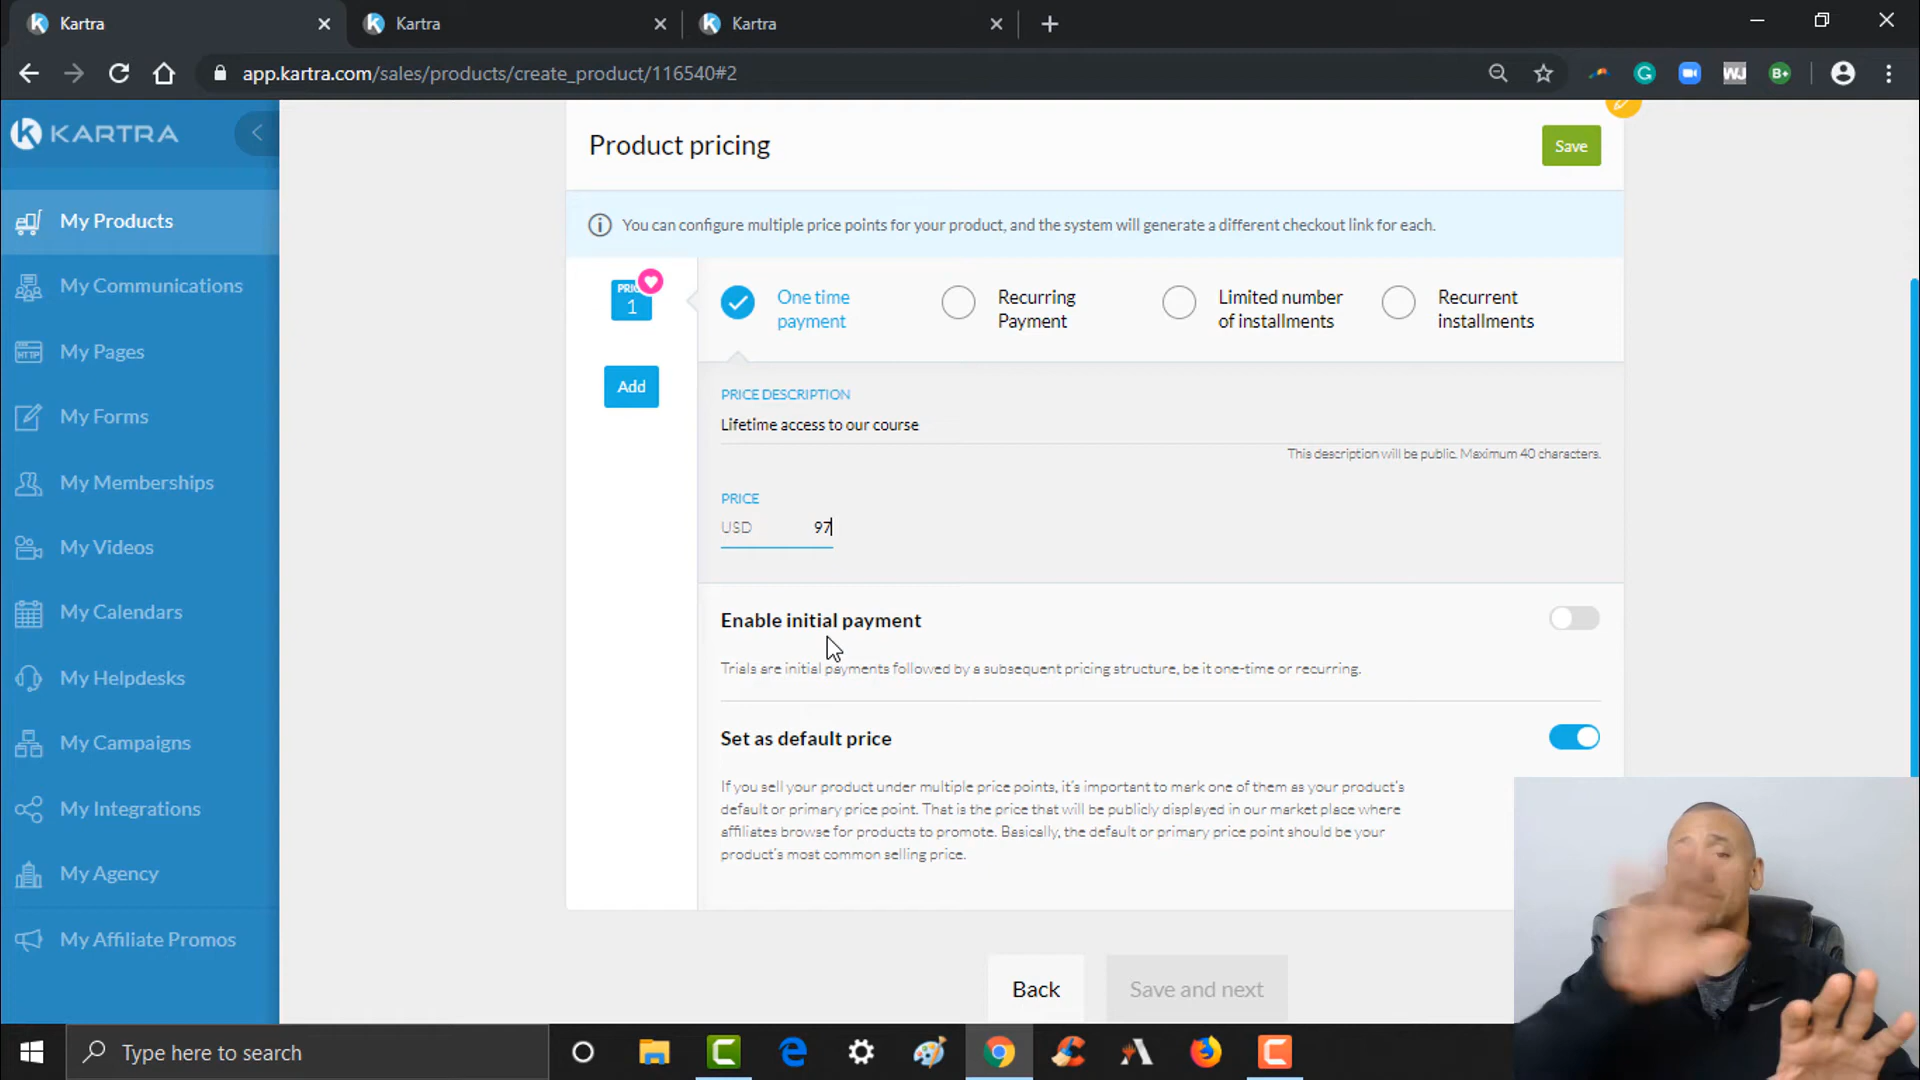 Kartra
Kartra
Kartra
app.kartra.com/sales/products/create_product/116540#2
KARTRA
My Products
My Communications
My Pages
My Forms
My Memberships
My Videos
My Calendars
My Helpdesks
My Campaigns
My Integrations
My Agency
My Affiliate Promos
Product pricing
Save
You can configure multiple price points for your product, and the system will generate a different checkout link for each.
1
Add
One time payment
Recurring Payment
Limited number of installments
Recurrent installments
PRICE DESCRIPTION
Lifetime access to our course
This description will be public. Maximum 40 characters.
PRICE
USD 97
Enable initial payment
Trials are initial payments followed by a subsequent pricing structure, be it one-time or recurring.
Set as default price
If you sell your product under multiple price points, it's important to mark one of them as your product's
default or primary price point. That is the price that will be publicly displayed in our market place where
affiliates browse for products to promote. Basically, the default or primary price point should be your
product's most common selling price.
Back
Save and next
Type here to search